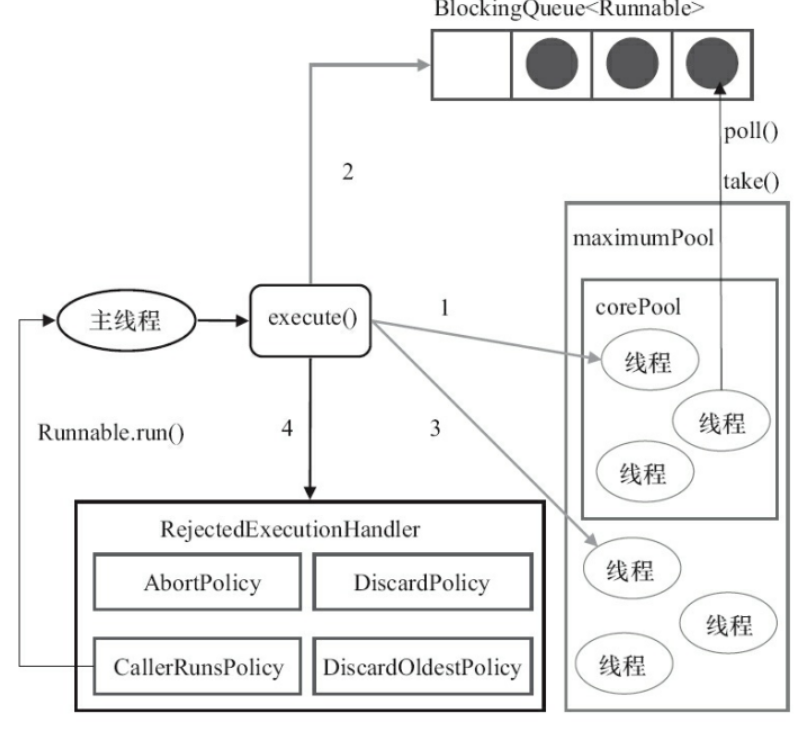 BlockingQueue<Runnable>
poll()
2
take()
maximumPool
corePool
主线程
execute()
1
线程
Runnable.run()
4
3
线程
线程
RejectedExecutionHandler
AbortPolicy
DiscardPolicy
线程
线程
CallerRunsPolicy
DiscardOldestPolicy
线程